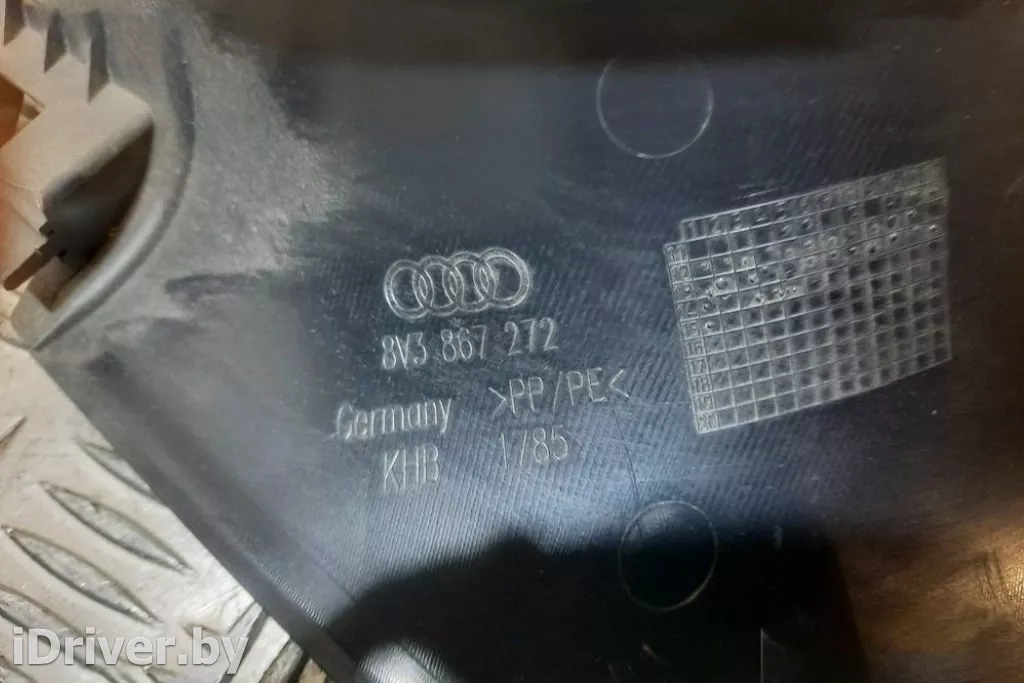 8V3 867 272
>PP/PE<
Germany
KHB 1/85
iDriver.by